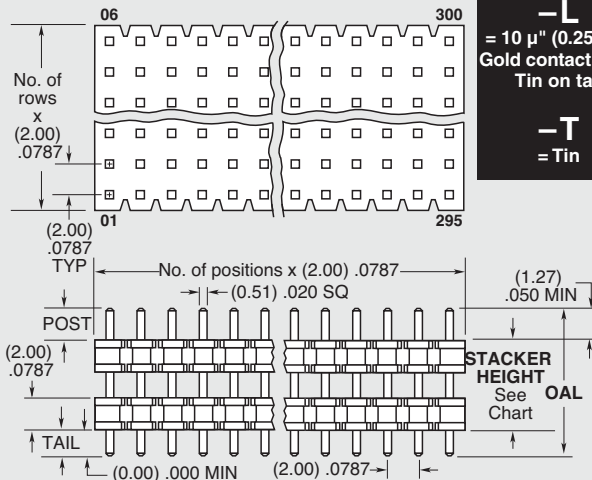 06
300
No. of
rows
x
(2.00)
.0787
01
295
(2.00)
.0787
TYP
–L
= 10 µ" (0.25
Gold contact
Tin on ta
–T
= Tin
No. of positions x (2.00) .0787
(0.51) .020 SQ
(1.27)
.050 MIN
POST
(2.00)
.0787
STACKER
HEIGHT
See
Chart
OAL
TAIL
(0.00) .000 MIN
(2.00) .0787